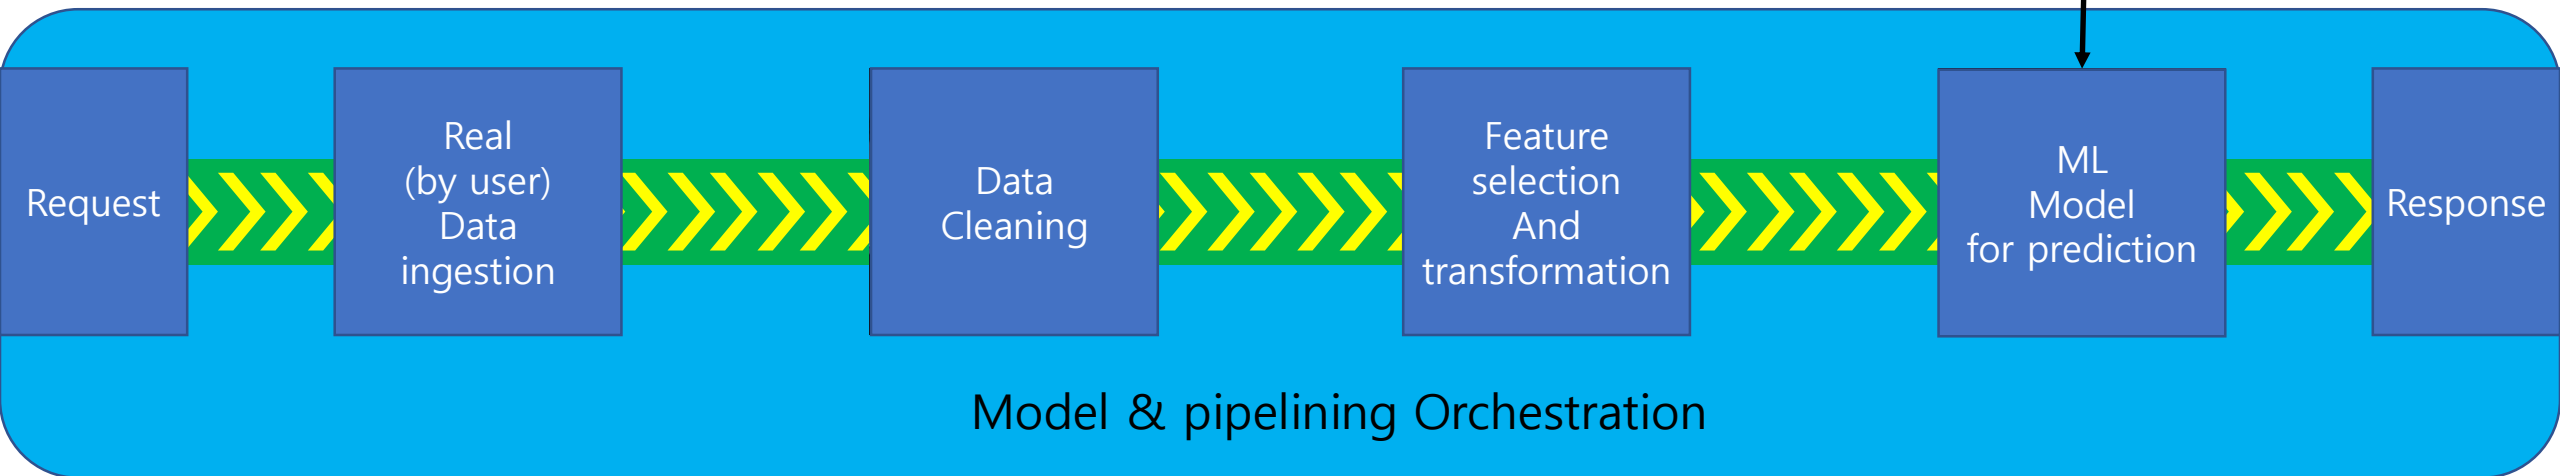 Request
Real
(by user)
Data
ingestion
Data
Cleaning
Feature
selection
And
transformation
ML
Model
for prediction
Response
Model & pipelining Orchestration